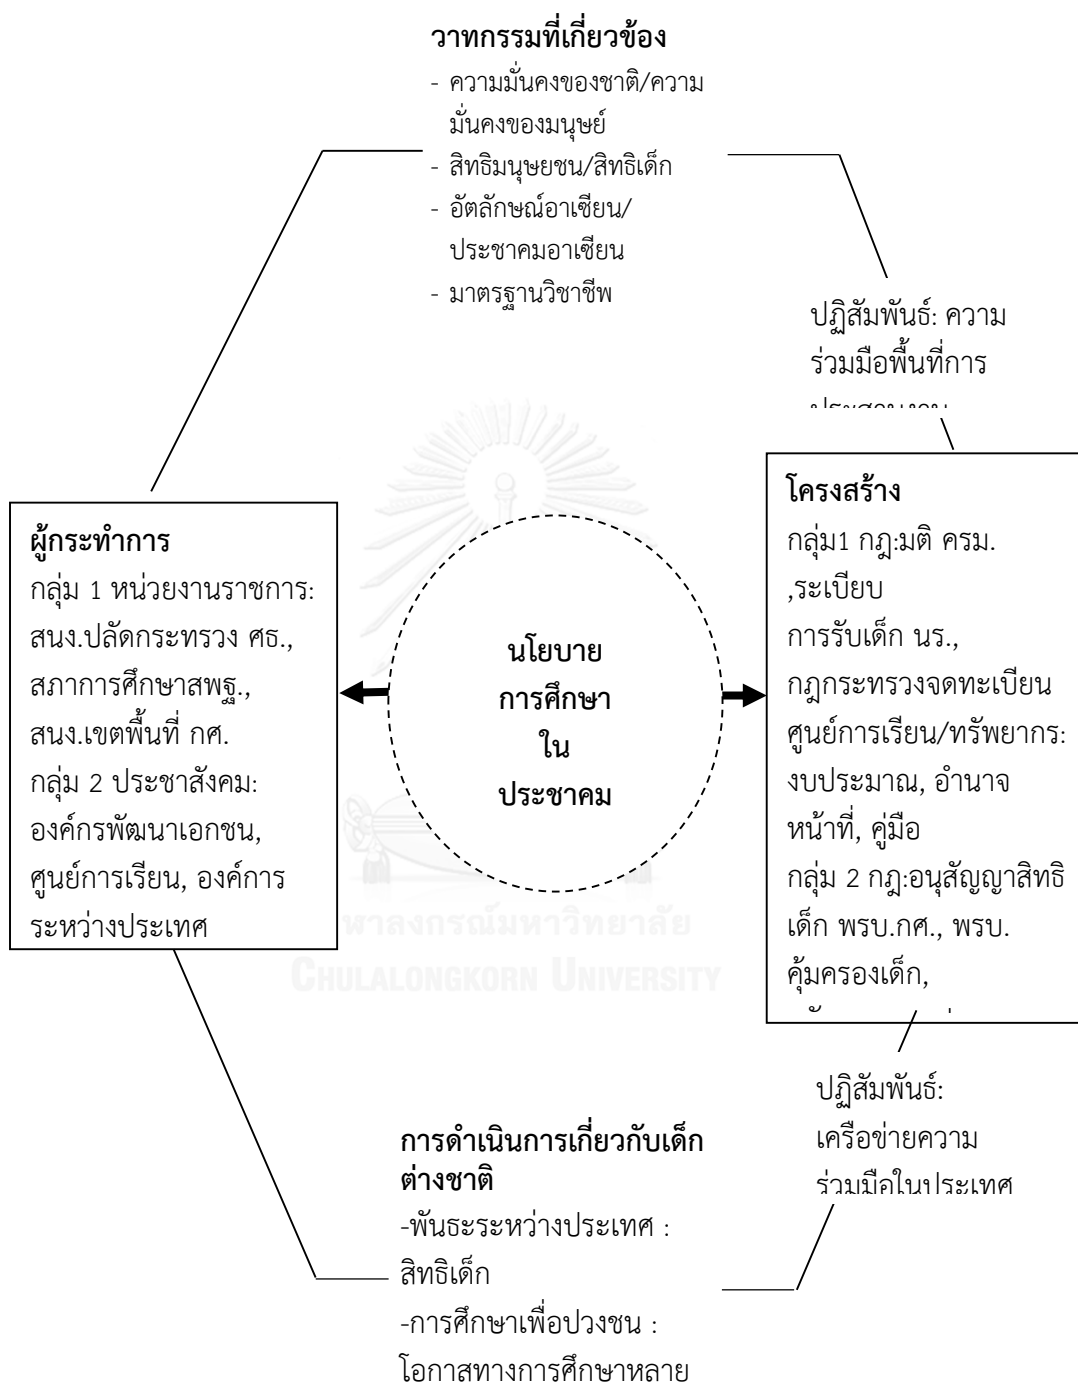 วาทกรรมที่เกี่ยวข้อง
- ความมั่นคงของชาติ/ความ
มั่นคงของมนุษย์
- สิทธิมนุษยชน/สิทธิเด็ก
- อัตลักษณ์อาเซียน/
ประชาคมอาเซียน
- มาตรฐานวิชาชีพ
ปฏิสัมพันธ์: ความ
ร่วมมือพื้นที่การ
ประสานงาน
ผู้กระทำการ
กลุ่ม 1 หน่วยงานราชการ:
สนง.ปลัดกระทรวง ศธ.,
สภาการศึกษาสพฐ.,
สนง.เขตพื้นที่ กศ.
กลุ่ม 2 ประชาสังคม:
องค์กรพัฒนาเอกชน,
ศูนย์การเรียน, องค์การ
ระหว่างประเทศ
นโยบาย
การศึกษา
ใน
ประชาคม
โครงสร้าง
กลุ่ม1 กฎ:มติ ครม.
,ระเบียบ
การรับเด็ก นร.,
กฎกระทรวงจดทะเบียน
ศูนย์การเรียน/ทรัพยากร:
งบประมาณ, อำนาจ
หน้าที่, คู่มือ
กลุ่ม 2 กฎ:อนุสัญญาสิทธิ
เด็ก พรบ.กศ., พรบ.
คุ้มครองเด็ก,
ฬาลงกรณ์มหาวิทยาลัย
CHULALONGKORN UNIVERSITY
ปฏิสัมพันธ์:
เครือข่ายความ
ร่วมมือในประเทศ
การดำเนินการเกี่ยวกับเด็ก
ต่างชาติ
-พันธะระหว่างประเทศ :
สิทธิเด็ก
-การศึกษาเพื่อปวงชน :
โอกาสทางการศึกษาหลาย